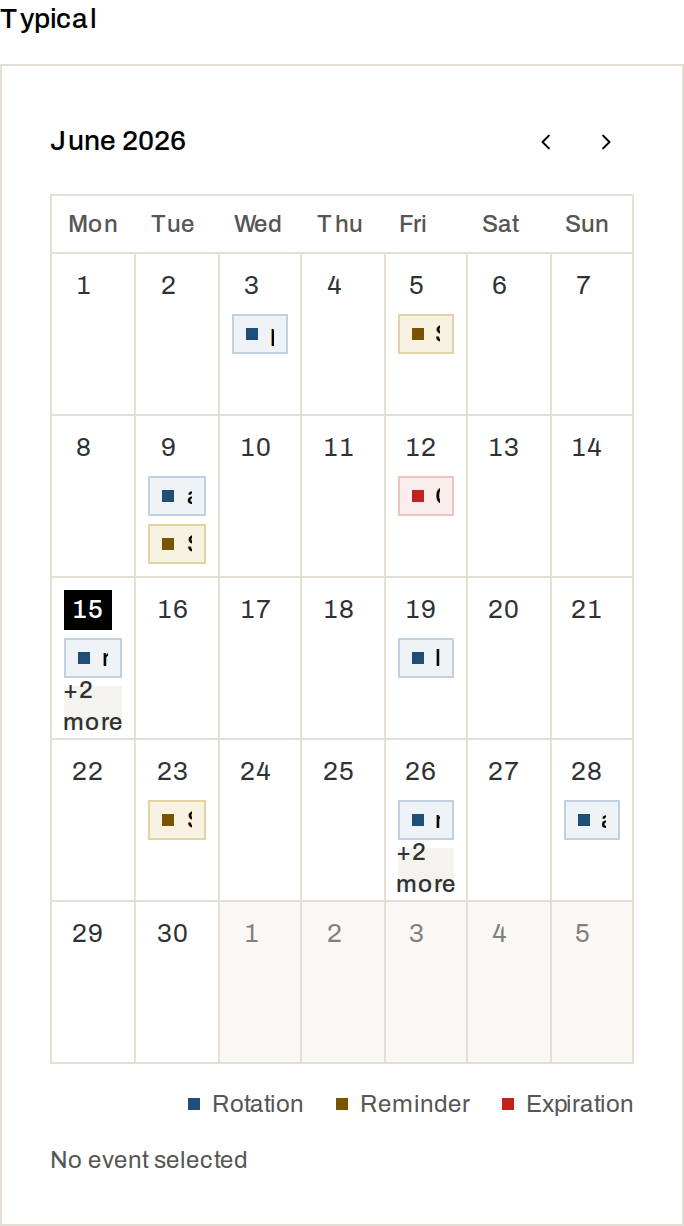 Typical
June 2026
Mon Tue Wed Thu Fri Sat Sun
1 2 3 4 5 6 7
8 9 10 11 12 13 14
15 16 17 18 19 20 21
+2
more
22 23 24 25 26 27 28
+2
more
29 30 1 2 3 4 5
Rotation Reminder Expiration
No event selected